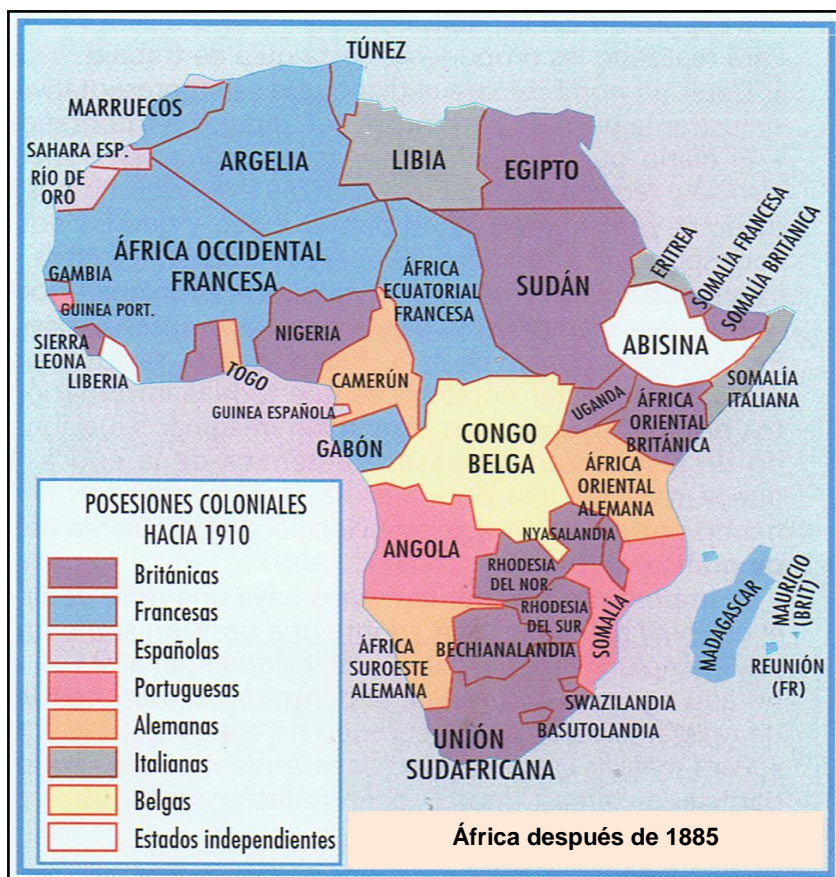 TÚNEZ
MARRUECOS
SAHARA ESP.
RÍO DE
ORO
ARGELIA
LIBIA
EGIPTO
ÁFRICA OCCIDENTAL
FRANCESA
ÁFRICA
ECUATORIAL
FRANCESA
SUDÁN
ERITREA
SOMALÍA FRANCESA
SOMALÍA BRITÁNICA
GAMBIA
GUINEA PORT.
SIERRA
LEONA
LIBERIA
TOGO
NIGERIA
CAMERÚN
ABISINA
SOMALÍA
ITALIANA
GUINEA ESPAÑOLA
GABÓN
CONGO
BELGA
UGANDA
ÁFRICA
ORIENTAL
BRITÁNICA
ÁFRICA
ORIENTAL
ALEMANA
ANGOLA
NYASALANDIA
RHODESIA
DEL NOR.
RHODESIA
DEL SUR
BECHIANALANDIA
SOMALÍA
MADAGASCAR
MAURICIO
(BRIT)
REUNIÓN
(FR)
ÁFRICA
SUROESTE
ALEMANA
SWAZILANDIA
BASUTOLANDIA
UNIÓN
SUDAFRICANA
POSESIONES COLONIALES
HACIA 1910
Británicas
Francesas
Españolas
Portuguesas
Alemanas
Italianas
Belgas
Estados independientes
África después de 1885